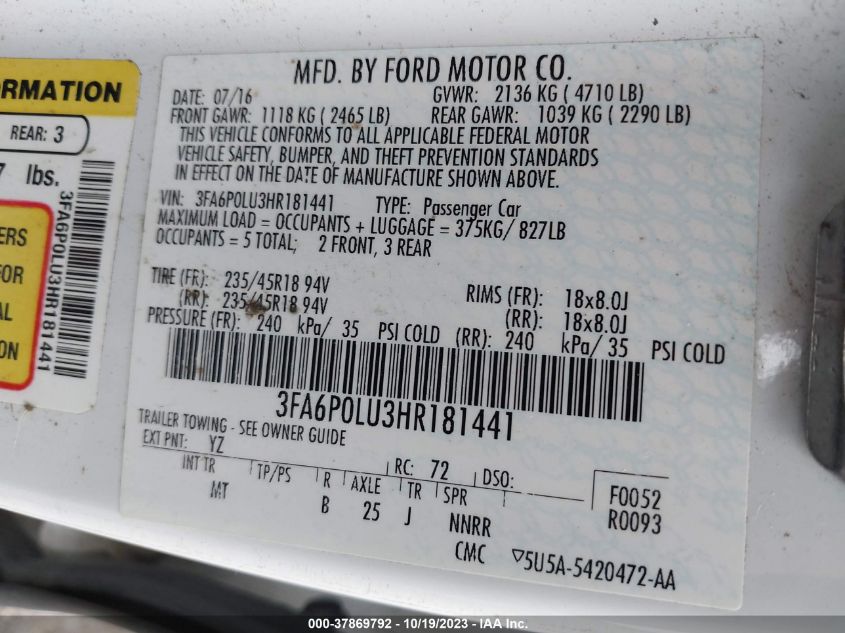 ORMATION
REAR: 3
7 lbs.
ERS
FOR
AL
ON
3FA6P0LU3HR181441
MFD. BY FORD MOTOR CO.
DATE: 07/16 GVWR: 2136 KG ( 4710 LB)
FRONT GAWR: 1118 KG ( 2465 LB) REAR GAWR: 1039 KG ( 2290 LB)
THIS VEHICLE CONFORMS TO ALL APPLICABLE FEDERAL MOTOR
VEHICLE SAFETY, BUMPER, AND THEFT PREVENTION STANDARDS
IN EFFECT ON THE DATE OF MANUFACTURE SHOWN ABOVE.
VIN: 3FA6P0LU3HR181441 TYPE: Passenger Car
MAXIMUM LOAD = OCCUPANTS + LUGGAGE = 375KG/ 827LB
OCCUPANTS = 5 TOTAL; 2 FRONT, 3 REAR
TIRE (FR): 235/45R18 94V RIMS (FR): 18x8.0J
(RR): 235/45R18 94V (RR): 18x8.0J
PRESSURE (FR): 240 kPa/ 35 PSI COLD (RR): 240 kPa/ 35 PSI COLD
3FA6P0LU3HR181441
TRAILER TOWING - SEE OWNER GUIDE
EXT PNT: YZ RC: 72 DSO:
INT TR TP/PS R AXLE TR SPR F0052
MT B 25 J NNRR R0093
CMC ▽5U5A-5420472-AA
000-37869792 - 10/19/2023 - IAA Inc.